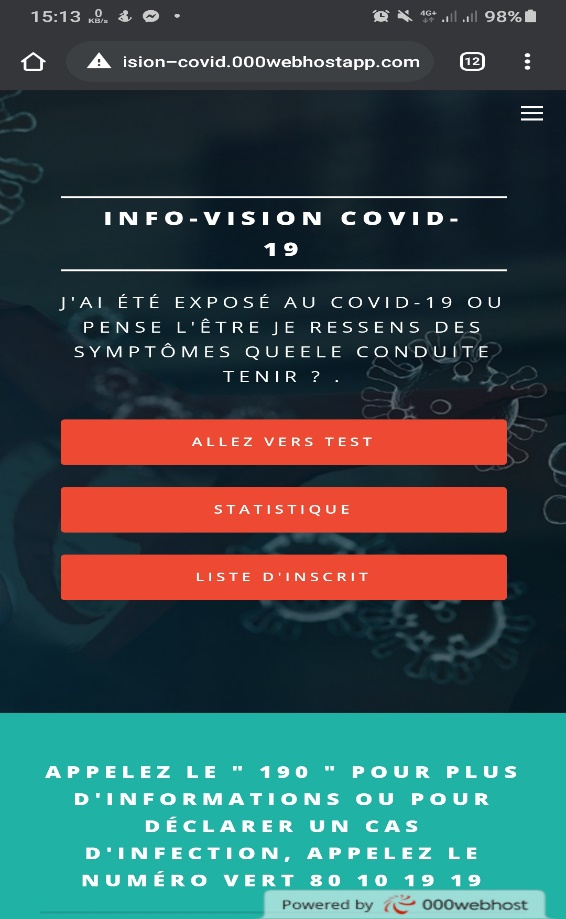 15:13 0 KB/s 4G+ 98%
ision-covid.000webhostapp.com 12
INFO-VISION COVID-
19
J'AI ÉTÉ EXPOSÉ AU COVID-19 OU
PENSE L'ÊTRE JE RESSENS DES
SYMPTÔMES QUEELE CONDUITE
TENIR ? .
ALLEZ VERS TEST
STATISTIQUE
LISTE D'INSCRIT
APPELEZ LE " 190 " POUR PLUS
D'INFORMATIONS OU POUR
DÉCLARER UN CAS
D'INFECTION, APPELEZ LE
NUMÉRO VERT 80 10 19 19
Powered by 000webhost